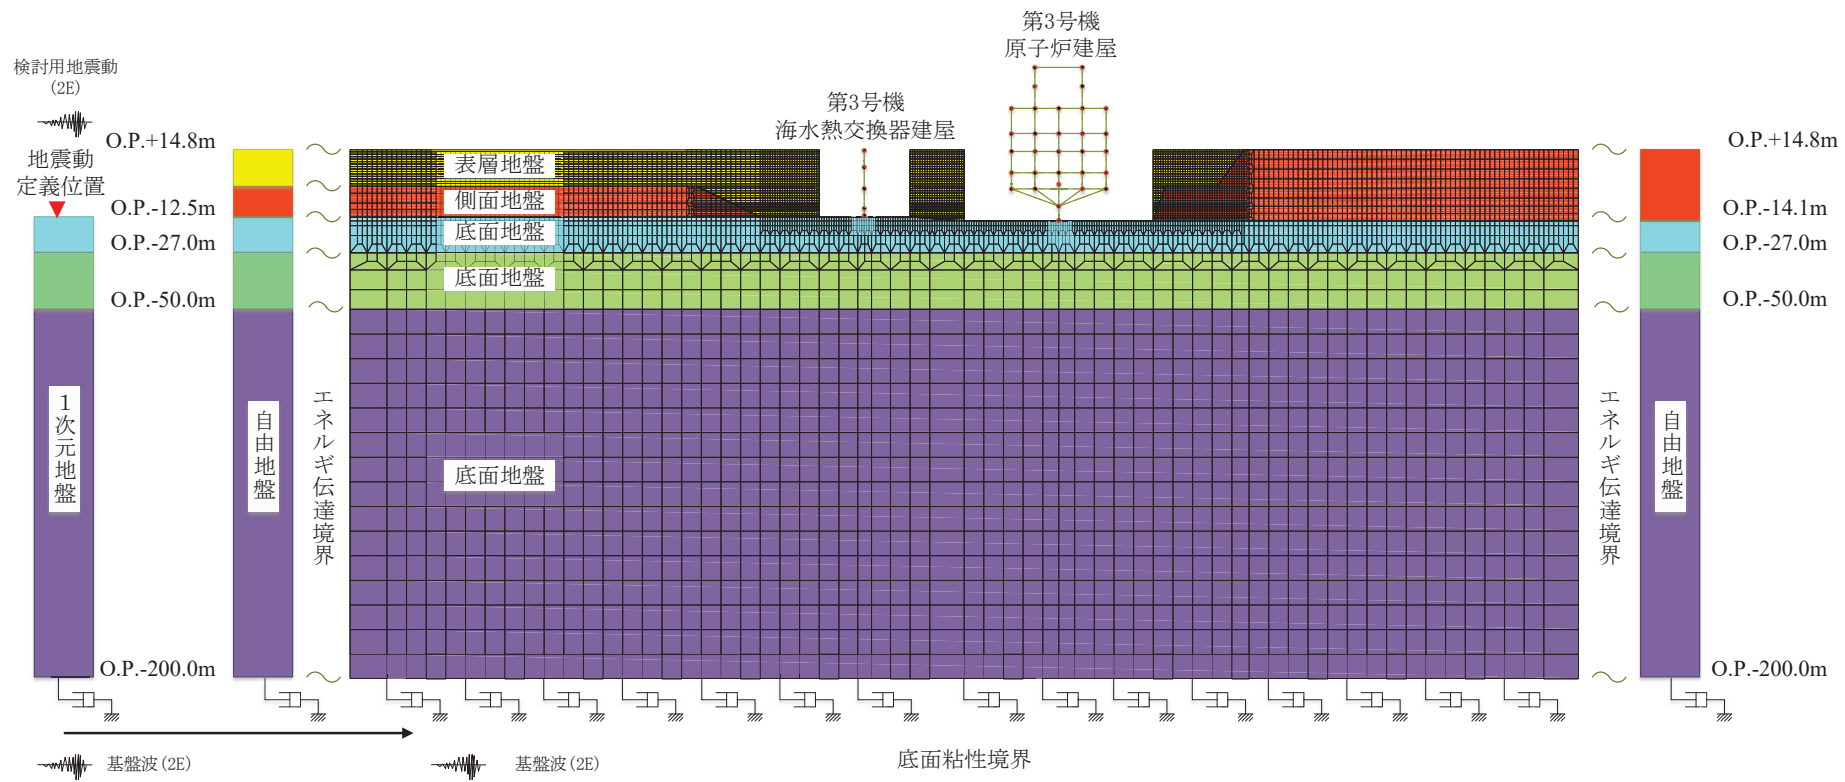 第3号機
原子炉建屋
検討用地震動
(2E)
第3号機
海水熱交換器建屋
O.P.+14.8m
O.P.+14.8m
地震動
定義位置
表層地盤
側面地盤
O.P.-12.5m
O.P.-14.1m
底面地盤
O.P.-27.0m
O.P.-27.0m
底面地盤
O.P.-50.0m
O.P.-50.0m
1次元地盤
自由地盤
エネルギ伝達境界
底面地盤
エネルギ伝達境界
自由地盤
O.P.-200.0m
O.P.-200.0m
基盤波(2E)
基盤波(2E)
底面粘性境界